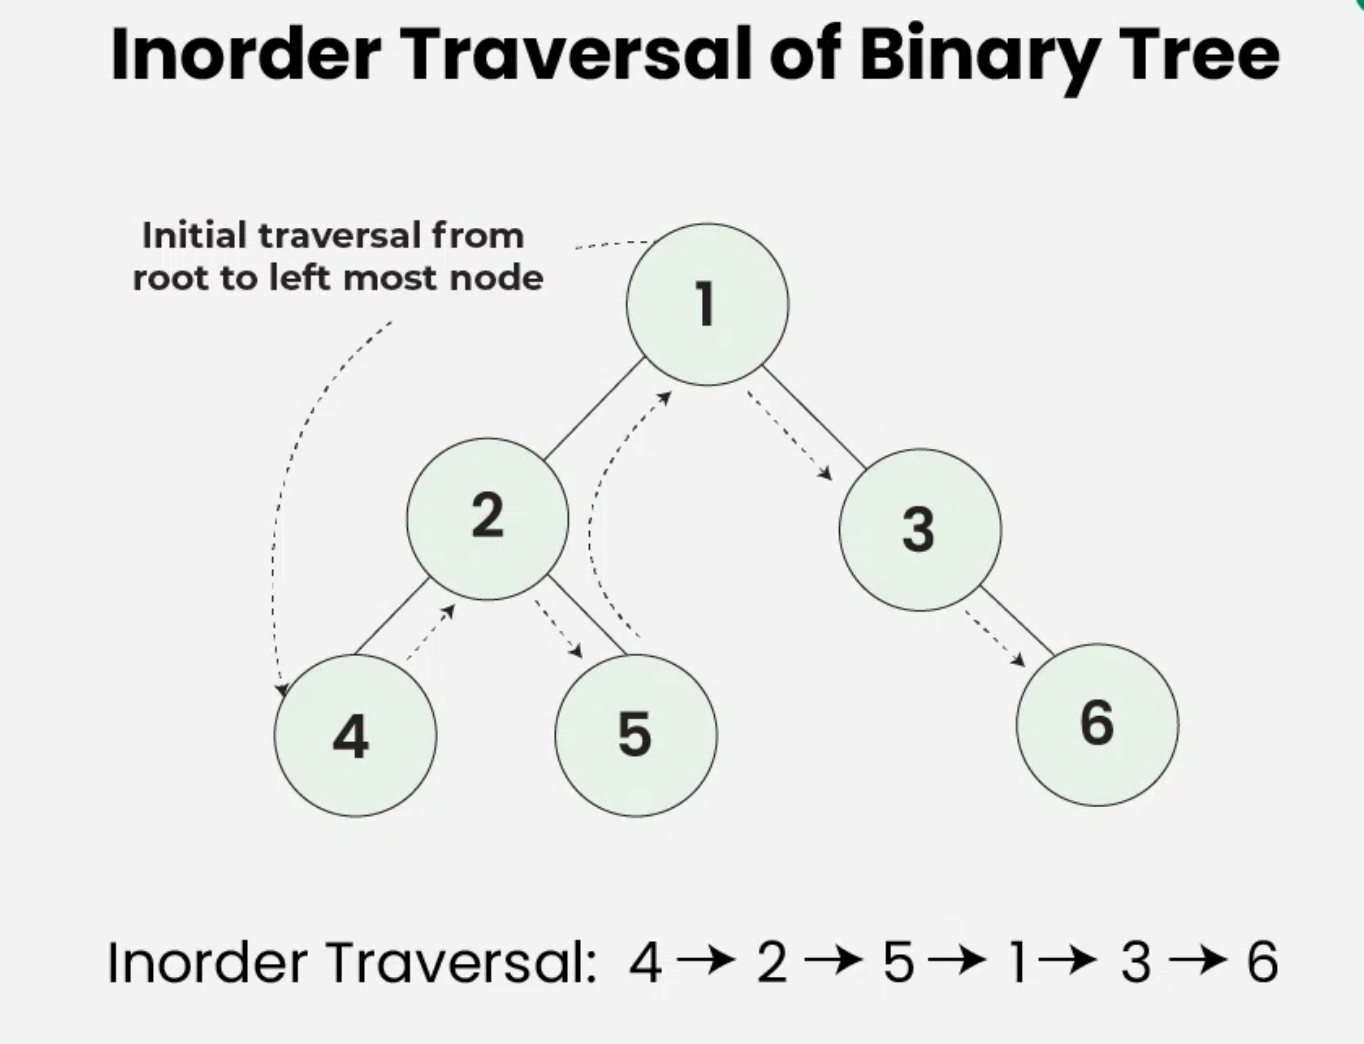 Inorder Traversal of Binary Tree
Initial traversal from
root to left most node
1
2
3
4
5
6
Inorder Traversal: 4 → 2 → 5 → 1 → 3 → 6